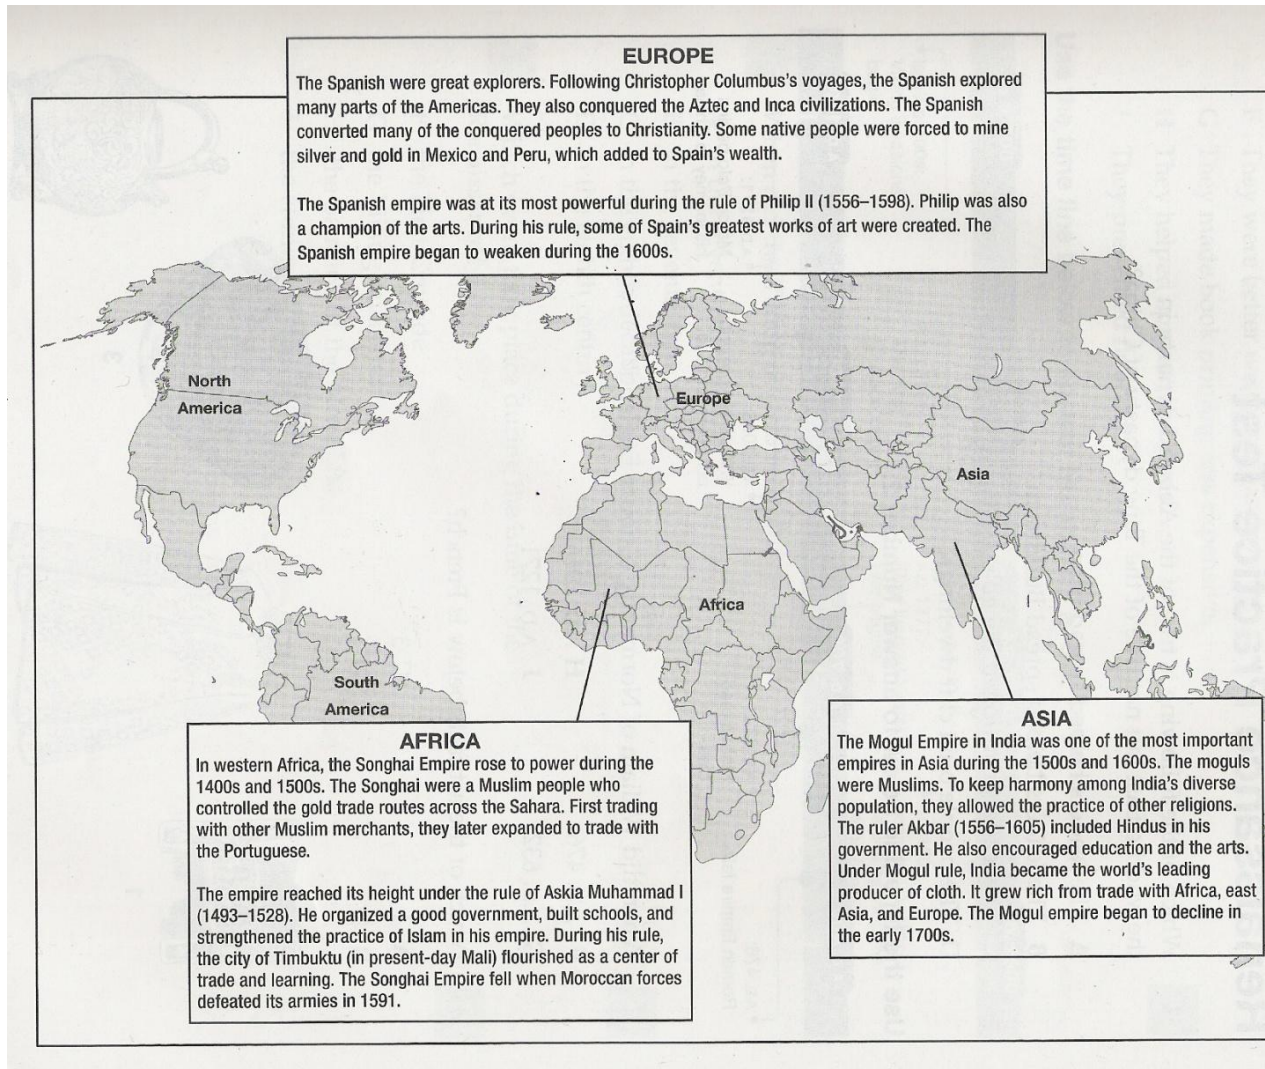 EUROPE
The Spanish were great explorers. Following Christopher Columbus's voyages, the Spanish explored
many parts of the Americas. They also conquered the Aztec and Inca civilizations. The Spanish
converted many of the conquered peoples to Christianity. Some native people were forced to mine
silver and gold in Mexico and Peru, which added to Spain's wealth.
The Spanish empire was at its most powerful during the rule of Philip II (1556–1598). Philip was also
a champion of the arts. During his rule, some of Spain's greatest works of art were created. The
Spanish empire began to weaken during the 1600s.
North
America
Europe
Asia
Africa
South
America
AFRICA
In western Africa, the Songhai Empire rose to power during the
1400s and 1500s. The Songhai were a Muslim people who
controlled the gold trade routes across the Sahara. First trading
with other Muslim merchants, they later expanded to trade with
the Portuguese.
The empire reached its height under the rule of Askia Muhammad I
(1493–1528). He organized a good government, built schools, and
strengthened the practice of Islam in his empire. During his rule,
the city of Timbuktu (in present-day Mali) flourished as a center of
trade and learning. The Songhai Empire fell when Moroccan forces
defeated its armies in 1591.
ASIA
The Mogul Empire in India was one of the most important
empires in Asia during the 1500s and 1600s. The moguls
were Muslims. To keep harmony among India's diverse
population, they allowed the practice of other religions.
The ruler Akbar (1556–1605) included Hindus in his
government. He also encouraged education and the arts.
Under Mogul rule, India became the world's leading
producer of cloth. It grew rich from trade with Africa, east
Asia, and Europe. The Mogul empire began to decline in
the early 1700s.